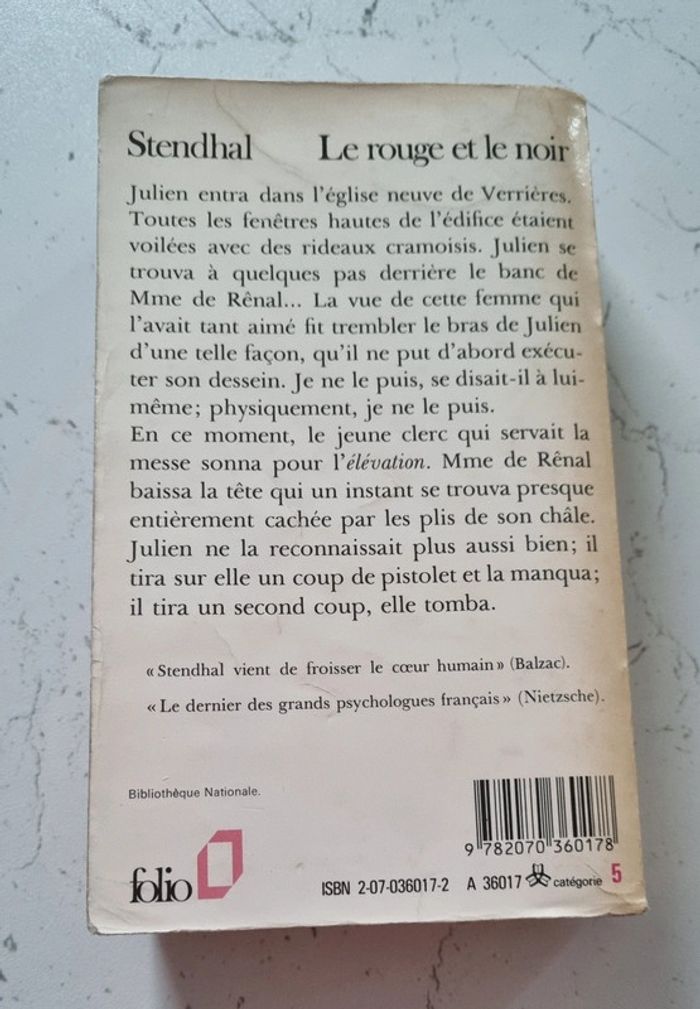 Stendhal Le rouge et le noir
Julien entra dans l'église neuve de Verrières.
Toutes les fenêtres hautes de l'édifice étaient
voilées avec des rideaux cramoisis. Julien se
trouva à quelques pas derrière le banc de
Mme de Rênal... La vue de cette femme qui
l'avait tant aimé fit trembler le bras de Julien
d'une telle façon, qu'il ne put d'abord exécu-
ter son dessein. Je ne le puis, se disait-il à lui-
même; physiquement, je ne le puis.
En ce moment, le jeune clerc qui servait la
messe sonna pour l'élévation. Mme de Rênal
baissa la tête qui un instant se trouva presque
entièrement cachée par les plis de son châle.
Julien ne la reconnaissait plus aussi bien; il
tira sur elle un coup de pistolet et la manqua;
il tira un second coup, elle tomba.
« Stendhal vient de froisser le cœur humain » (Balzac).
« Le dernier des grands psychologues français » (Nietzsche).
Bibliothèque Nationale.
9 782070 360178
folio
ISBN 2-07-036017-2 A 36017 catégorie 5